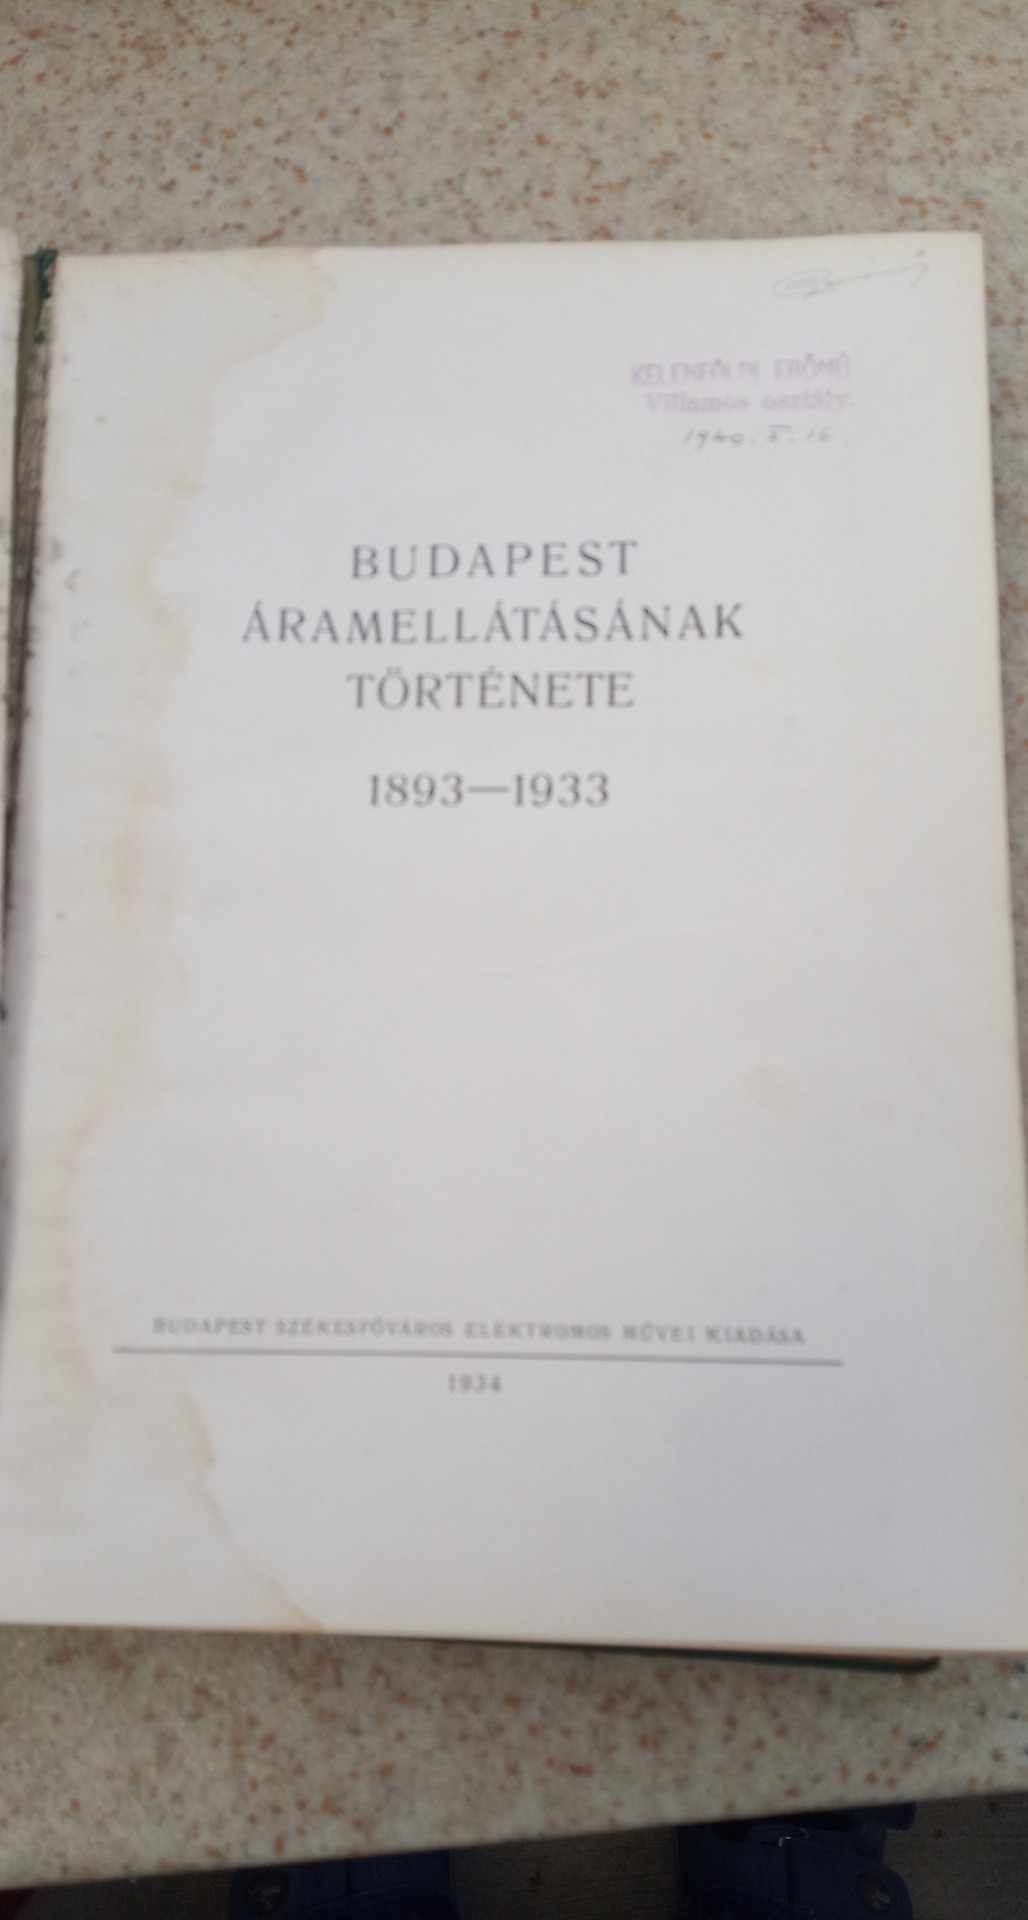 KELENFÖLDI ERŐMŰ
Villamos osztály.
1940. X. 16
BUDAPEST
ÁRAMELLÁTÁSÁNAK
TÖRTÉNETE
1893—1933
BUDAPEST SZÉKESFŐVÁROS ELEKTROMOS MŰVEI KIADÁSA
1934